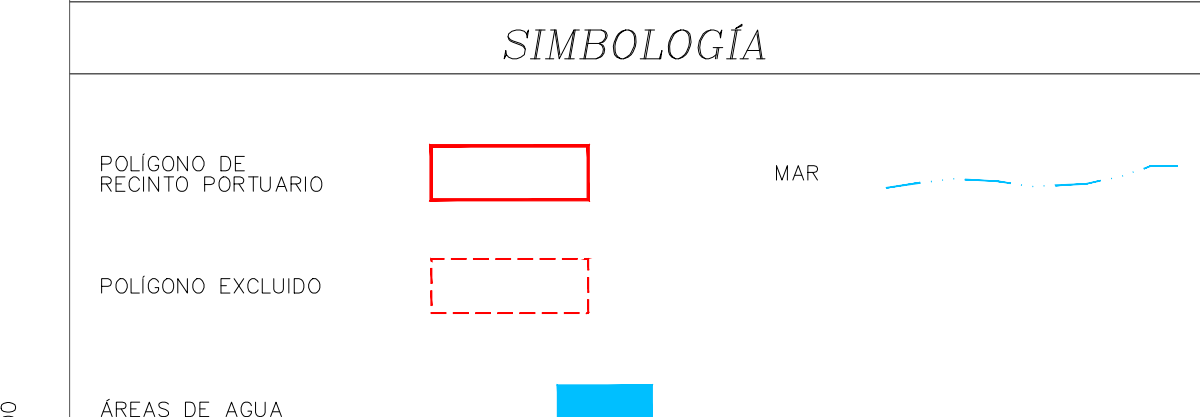 SIMBOLOGÍA
POLÍGONO DE
RECINTO PORTUARIO
MAR
POLÍGONO EXCLUIDO
ÁREAS DE AGUA